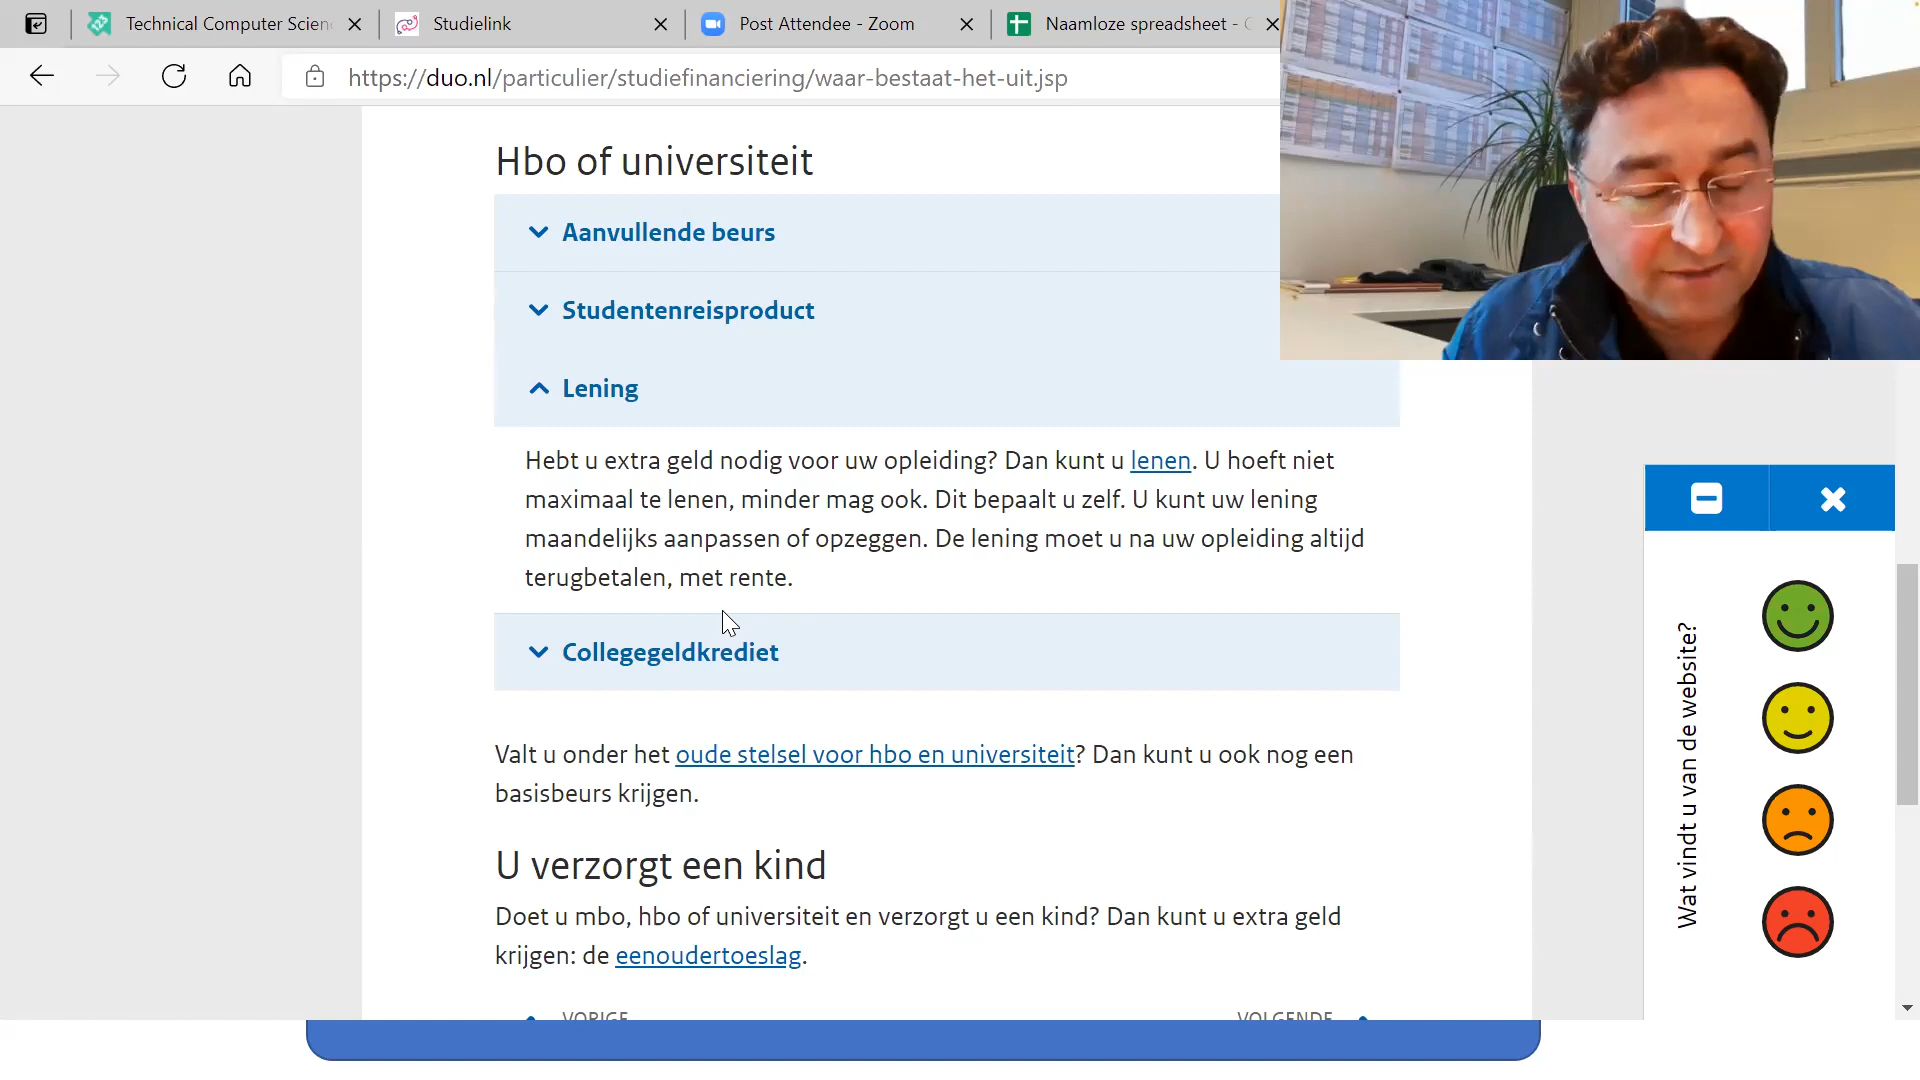 Technical Computer Scien
Studielink
Post Attendee - Zoom
Naamloze spreadsheet -
https://duo.nl/particulier/studiefinanciering/waar-bestaat-het-uit.jsp
Hbo of universiteit
Aanvullende beurs
Studentenreisproduct
Lening
Hebt u extra geld nodig voor uw opleiding? Dan kunt u lenen. U hoeft niet
maximaal te lenen, minder mag ook. Dit bepaalt u zelf. U kunt uw lening
maandelijks aanpassen of opzeggen. De lening moet u na uw opleiding altijd
terugbetalen, met rente.
Collegegeldkrediet
Valt u onder het oude stelsel voor hbo en universiteit? Dan kunt u ook nog een
basisbeurs krijgen.
U verzorgt een kind
Doet u mbo, hbo of universiteit en verzorgt u een kind? Dan kunt u extra geld
krijgen: de eenoudertoeslag.
VORIGE
VOLGENDE
Wat vindt u van de website?